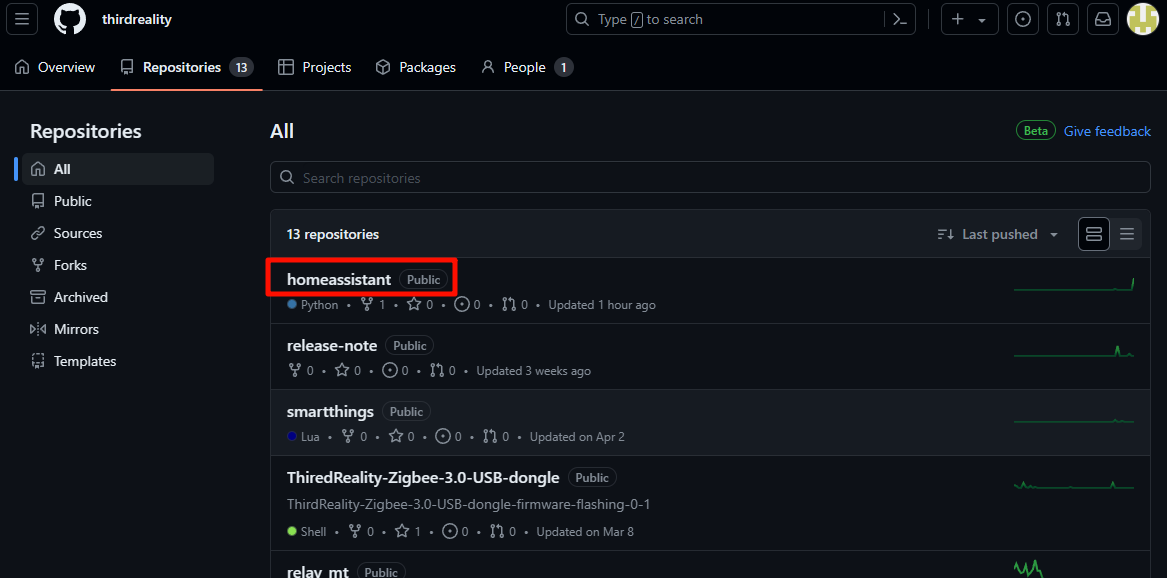 thirdreality
Type / to search
Overview
Repositories 13
Projects
Packages
People 1
Repositories
All
Public
Sources
Forks
Archived
Mirrors
Templates
All
Beta Give feedback
Search repositories
13 repositories
Last pushed
homeassistant Public
Python • 1 • 0 • 0 • 0 • Updated 1 hour ago
release-note Public
0 • 0 • 0 • 0 • Updated 3 weeks ago
smartthings Public
Lua • 0 • 0 • 0 • 0 • Updated on Apr 2
ThiredReality-Zigbee-3.0-USB-dongle Public
ThirdReality-Zigbee-3.0-USB-dongle-firmware-flashing-0-1
Shell • 0 • 1 • 0 • 0 • Updated on Mar 8
relay_mt Public